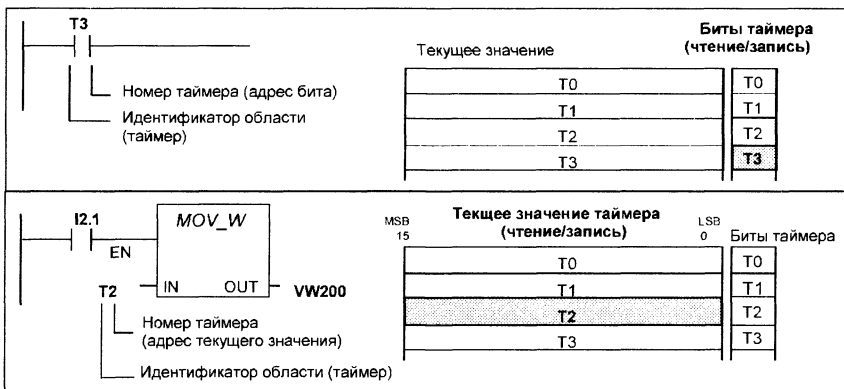 T3
Номер таймера (адрес бита)
Идентификатор области
(таймер)
Текущее значение
Биты таймера
(чтение/запись)
T0 T0
T1 T1
T2 T2
T3 T3
I2.1
MOV_W
EN
IN OUT
T2
VW200
Номер таймера
(адрес текущего значения)
Идентификатор области (таймер)
MSB
15
Текщее значение таймера
(чтение/запись)
LSB
0
Биты таймера
T0 T0
T1 T1
T2 T2
T3 T3